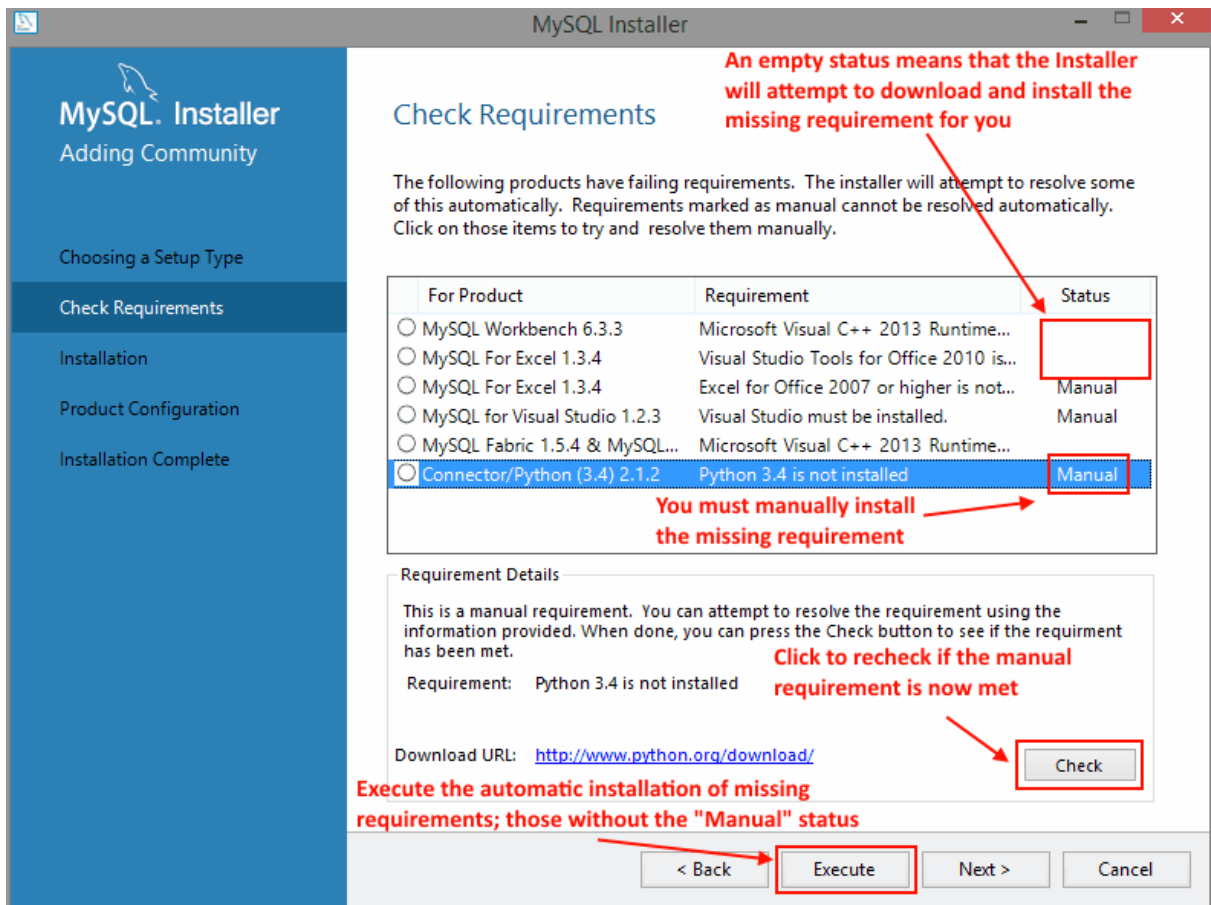 MySQL Installer
An empty status means that the Installer
will attempt to download and install the
missing requirement for you
MySQL. Installer
Adding Community
Choosing a Setup Type
Check Requirements
Installation
Product Configuration
Installation Complete
Check Requirements
The following products have failing requirements. The installer will attempt to resolve some
of this automatically. Requirements marked as manual cannot be resolved automatically.
Click on those items to try and resolve them manually.
For Product Requirement Status
MySQL Workbench 6.3.3 Microsoft Visual C++ 2013 Runtime...
MySQL For Excel 1.3.4 Visual Studio Tools for Office 2010 is...
MySQL For Excel 1.3.4 Excel for Office 2007 or higher is not... Manual
MySQL for Visual Studio 1.2.3 Visual Studio must be installed. Manual
MySQL Fabric 1.5.4 & MySQL... Microsoft Visual C++ 2013 Runtime...
Connector/Python (3.4) 2.1.2 Python 3.4 is not installed Manual
You must manually install
the missing requirement
Requirement Details
This is a manual requirement. You can attempt to resolve the requirement using the
information provided. When done, you can press the Check button to see if the requirment
has been met.
Click to recheck if the manual
requirement is now met
Requirement: Python 3.4 is not installed
Download URL: http://www.python.org/download/
Check
Execute the automatic installation of missing
requirements; those without the "Manual" status
< Back Execute Next > Cancel